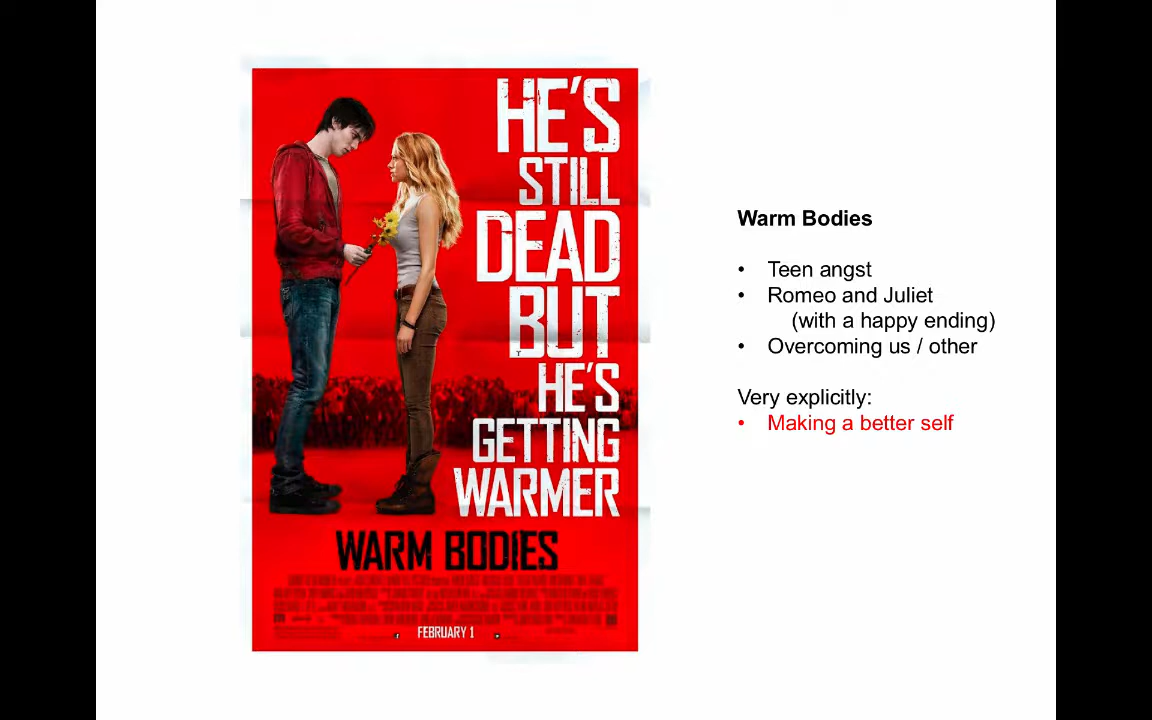 HE'S
STILL
DEAD
BUT
HE'S
GETTING
WARMER
WARM BODIES
FEBRUARY 1
Warm Bodies
• Teen angst
• Romeo and Juliet
(with a happy ending)
• Overcoming us / other
Very explicitly:
• Making a better self